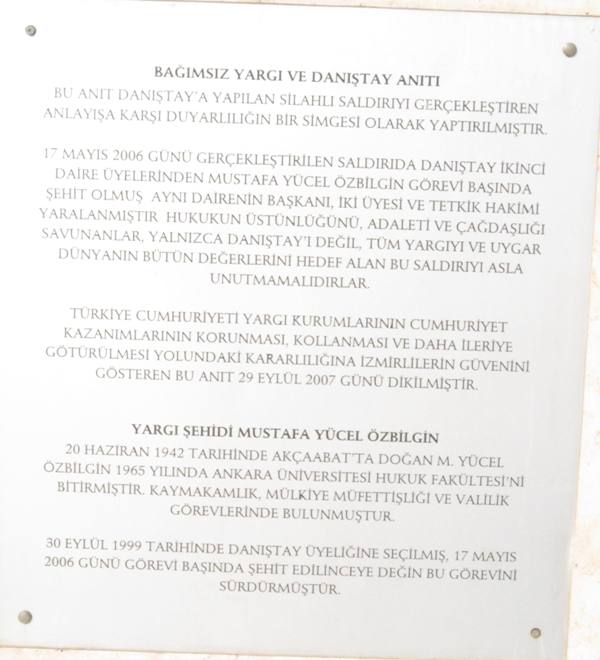 BAĞIMSIZ YARGI VE DANIŞTAY ANITI
BU ANIT DANIŞTAY'A YAPILAN SİLAHLI SALDIRIYI GERÇEKLEŞTİREN
ANLAYIŞA KARŞI DUYARLILIĞIN BİR SİMGESİ OLARAK YAPTIRILMIŞTIR.
17 MAYIS 2006 GÜNÜ GERÇEKLEŞTİRİLEN SALDIRIDA DANIŞTAY İKİNCİ
DAİRE ÜYELERİNDEN MUSTAFA YÜCEL ÖZBİLGİN GÖREVİ BAŞINDA
ŞEHİT OLMUŞ AYNI DAİRENİN BAŞKANI, İKİ ÜYESİ VE TETKİK HAKİMİ
YARALANMIŞTIR HUKUKUN ÜSTÜNLÜĞÜNÜ, ADALETİ VE ÇAĞDAŞLIĞI
SAVUNANLAR, YALNIZCA DANIŞTAY'I DEĞİL, TÜM YARGIYI VE UYGAR
DÜNYANIN BÜTÜN DEĞERLERİNİ HEDEF ALAN BU SALDIRIYI ASLA
UNUTMAMALIDIRLAR.
TÜRKİYE CUMHURİYETİ YARGI KURUMLARININ CUMHURİYET
KAZANIMLARININ KORUNMASI, KOLLANMASI VE DAHA İLERİYE
GÖTÜRÜLMESİ YOLUNDAKİ KARARLILIĞINA İZMİRLİLERİN GÜVENİNİ
GÖSTEREN BU ANIT 29 EYLÜL 2007 GÜNÜ DİKİLMİŞTİR.
YARGI ŞEHİDİ MUSTAFA YÜCEL ÖZBİLGİN
20 HAZİRAN 1942 TARİHİNDE AKÇAABAT'TA DOĞAN M. YÜCEL
ÖZBİLGİN 1965 YILINDA ANKARA ÜNİVERSİTESİ HUKUK FAKÜLTESİ'Nİ
BİTİRMİŞTİR. KAYMAKAMLIK, MÜLKİYE MÜFETTİŞLİĞİ VE VALİLİK
GÖREVLERİNDE BULUNMUŞTUR.
30 EYLÜL 1999 TARİHİNDE DANIŞTAY ÜYELİĞİNE SEÇİLMİŞ, 17 MAYIS
2006 GÜNÜ GÖREVİ BAŞINDA ŞEHİT EDİLİNCEYE DEĞİN BU GÖREVİNİ
SÜRDÜRMÜŞTÜR.